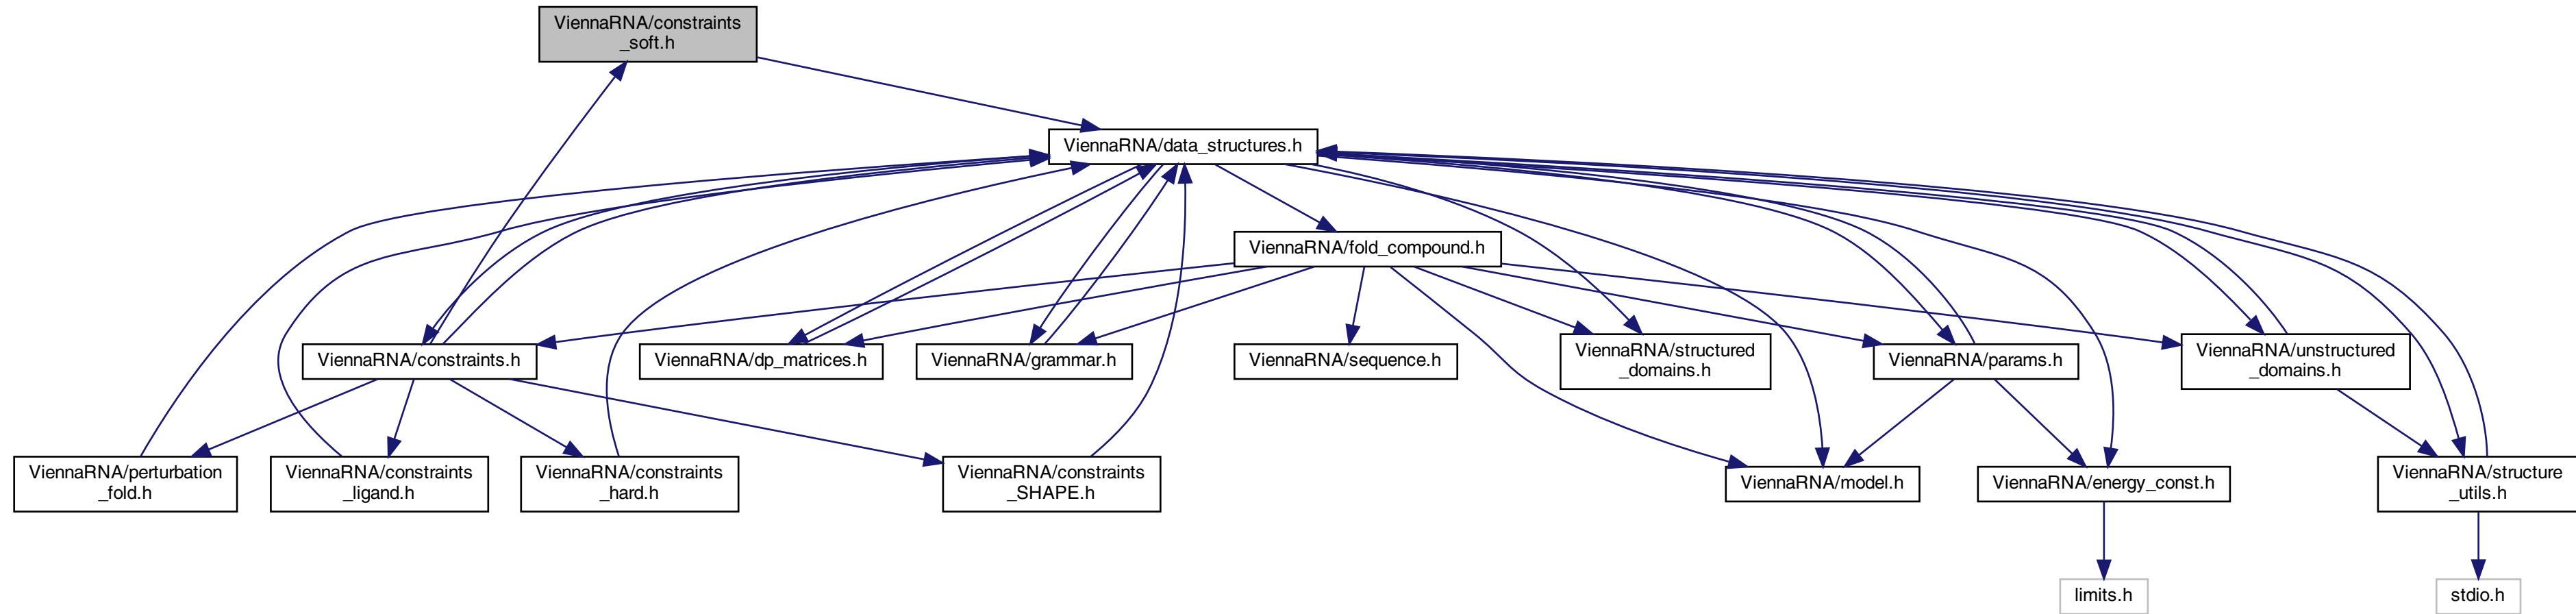 ViennaRNA/constraints
_soft.h
ViennaRNA/data_structures.h
ViennaRNA/fold_compound.h
ViennaRNA/constraints.h
ViennaRNA/dp_matrices.h
ViennaRNA/grammar.h
ViennaRNA/sequence.h
ViennaRNA/structured
_domains.h
ViennaRNA/params.h
ViennaRNA/unstructured
_domains.h
ViennaRNA/perturbation
_fold.h
ViennaRNA/constraints
_ligand.h
ViennaRNA/constraints
_hard.h
ViennaRNA/constraints
_SHAPE.h
ViennaRNA/model.h
ViennaRNA/energy_const.h
ViennaRNA/structure
_utils.h
limits.h
stdio.h